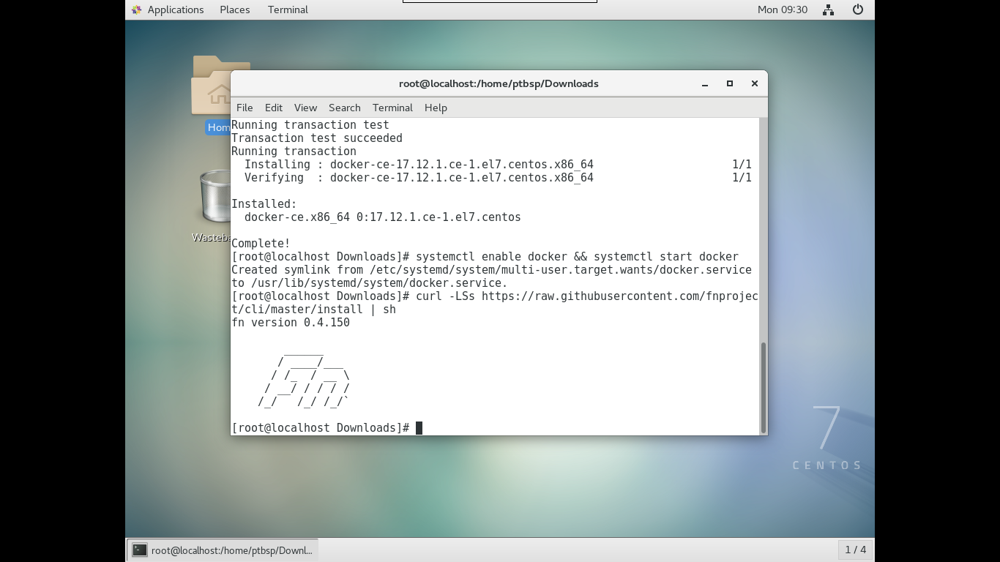 Applications Places Terminal
Mon 09:30
root@localhost:/home/ptbsp/Downloads
File Edit View Search Terminal Help
Running transaction test
Transaction test succeeded
Running transaction
  Installing : docker-ce-17.12.1.ce-1.el7.centos.x86_64                     1/1
  Verifying  : docker-ce-17.12.1.ce-1.el7.centos.x86_64                     1/1
Installed:
  docker-ce.x86_64 0:17.12.1.ce-1.el7.centos
Complete!
[root@localhost Downloads]# systemctl enable docker && systemctl start docker
Created symlink from /etc/systemd/system/multi-user.target.wants/docker.service
to /usr/lib/systemd/system/docker.service.
[root@localhost Downloads]# curl -LSs https://raw.githubusercontent.com/fnprojec
t/cli/master/install | sh
fn version 0.4.150
        ______
       / ____/___
      / /_  / __ \
     / __/ / / / /
    /_/   /_/ /_/`
[root@localhost Downloads]#
Hom
Wasteba
7
CENTOS
root@localhost:/home/ptbsp/Downl...
1 / 4